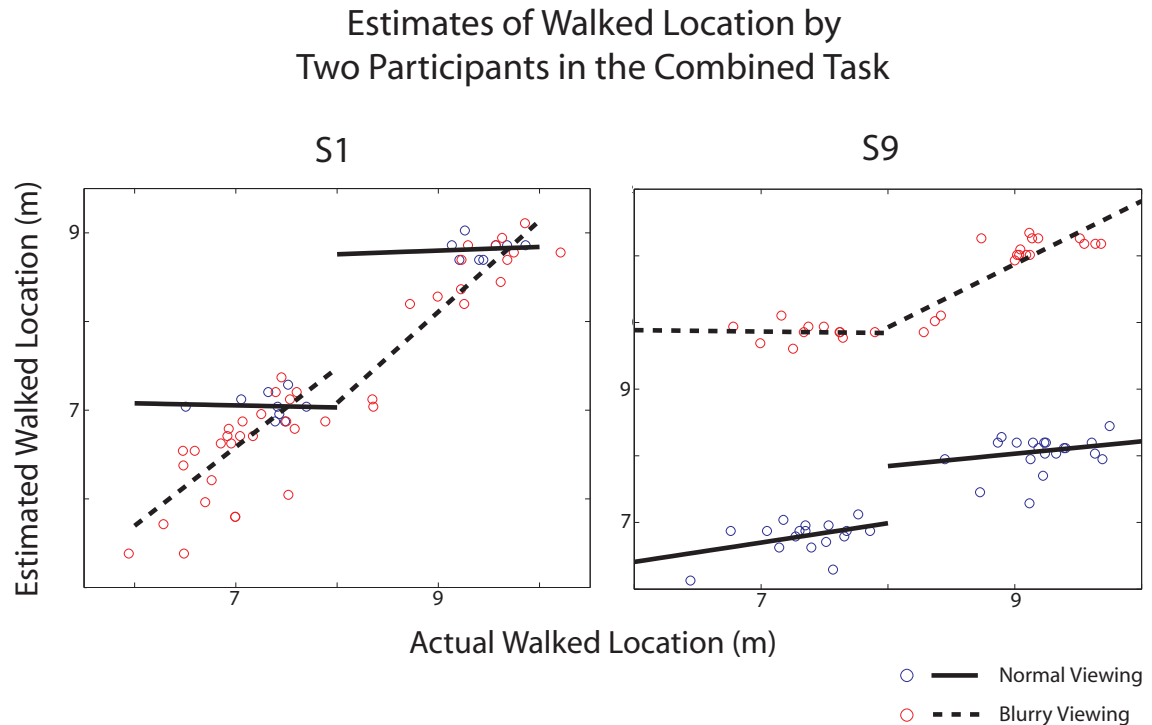 Estimates of Walked Location by
Two Participants in the Combined Task
S1
S9
Estimated Walked Location (m)
9
7
7
9
9
7
7
9
Actual Walked Location (m)
Normal Viewing
Blurry Viewing